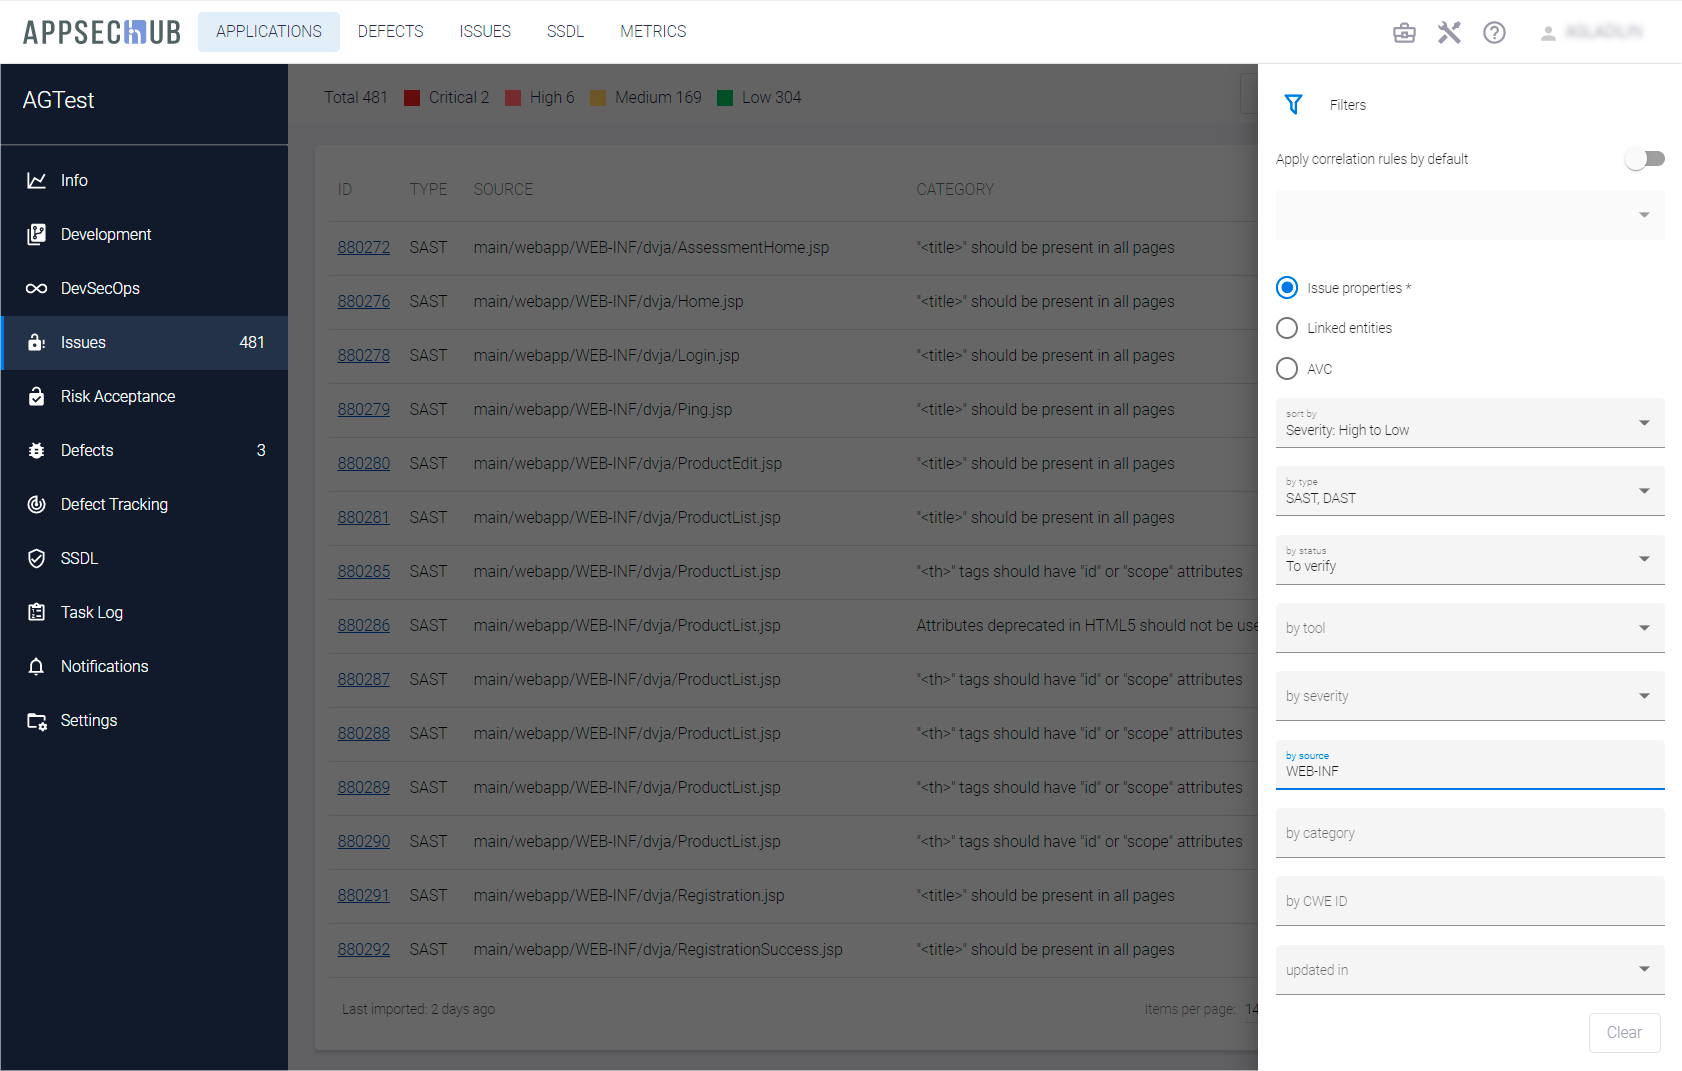 APPSECHUB APPLICATIONS DEFECTS ISSUES SSDL METRICS
AGTest
Info
Development
DevSecOps
Issues 481
Risk Acceptance
Defects 3
Defect Tracking
SSDL
Task Log
Notifications
Settings
Total 481 Critical 2 High 6 Medium 169 Low 304
ID TYPE SOURCE CATEGORY
880272 SAST main/webapp/WEB-INF/dvja/AssessmentHome.jsp "<title>" should be present in all pages
880276 SAST main/webapp/WEB-INF/dvja/Home.jsp "<title>" should be present in all pages
880278 SAST main/webapp/WEB-INF/dvja/Login.jsp "<title>" should be present in all pages
880279 SAST main/webapp/WEB-INF/dvja/Ping.jsp "<title>" should be present in all pages
880280 SAST main/webapp/WEB-INF/dvja/ProductEdit.jsp "<title>" should be present in all pages
880281 SAST main/webapp/WEB-INF/dvja/ProductList.jsp "<title>" should be present in all pages
880285 SAST main/webapp/WEB-INF/dvja/ProductList.jsp "<th>" tags should have "id" or "scope" attributes
880286 SAST main/webapp/WEB-INF/dvja/ProductList.jsp Attributes deprecated in HTML5 should not be use
880287 SAST main/webapp/WEB-INF/dvja/ProductList.jsp "<th>" tags should have "id" or "scope" attributes
880288 SAST main/webapp/WEB-INF/dvja/ProductList.jsp "<th>" tags should have "id" or "scope" attributes
880289 SAST main/webapp/WEB-INF/dvja/ProductList.jsp "<th>" tags should have "id" or "scope" attributes
880290 SAST main/webapp/WEB-INF/dvja/ProductList.jsp "<th>" tags should have "id" or "scope" attributes
880291 SAST main/webapp/WEB-INF/dvja/Registration.jsp "<title>" should be present in all pages
880292 SAST main/webapp/WEB-INF/dvja/RegistrationSuccess.jsp "<title>" should be present in all pages
Last imported: 2 days ago Items per page: 14
Filters
Apply correlation rules by default
Issue properties *
Linked entities
AVC
sort by
Severity: High to Low
by type
SAST, DAST
by status
To verify
by tool
by severity
by source
WEB-INF
by category
by CWE ID
updated in
Clear